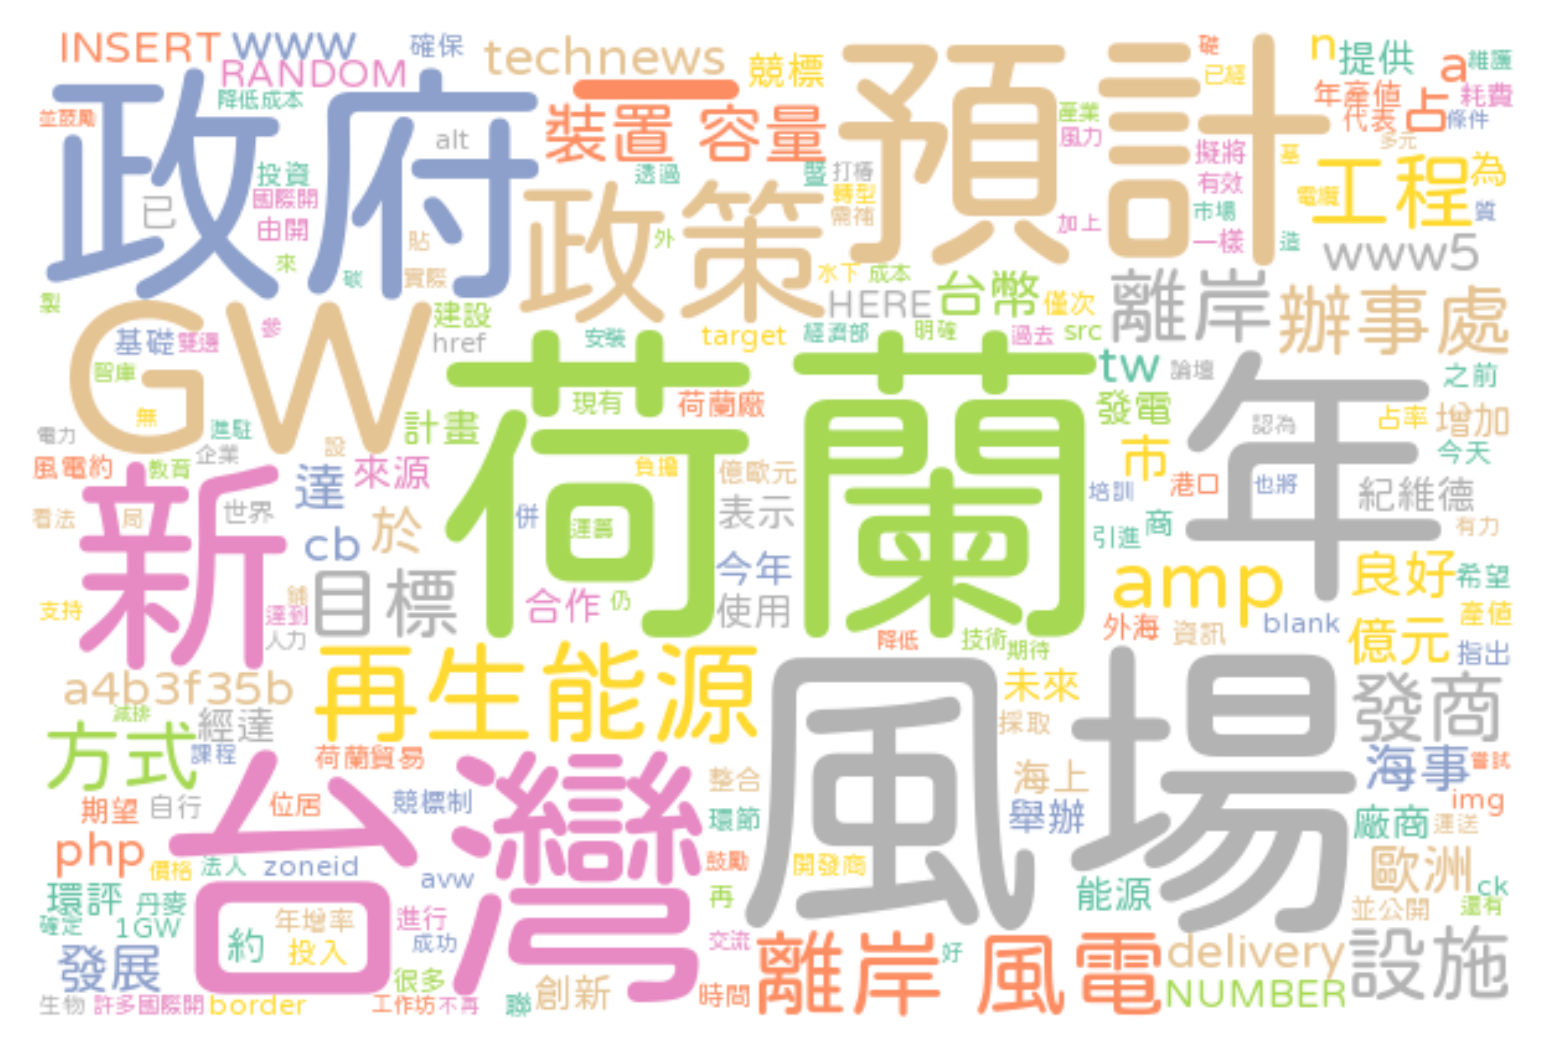 INSERT
www
確保
technews
競標
預計
礎
已經
n
提供
a
維護
RANDOM
降低成本
並鼓勵
政府
alt
一
裝置 容量
產業
風力
年產值
代表
占
耗費
條件
多元
擬將
有效
基
工程
為
電纜
質
投資
國際開
由開
已
透過
暨
打樁
轉型
需補
政策
外
貼
來
碳
實際
加上
市場
一樣
造
www5
水下
成本
HERE
台幣
僅次
離岸
辦事處
製
GW
建設
href
基礎
雙邊
參
智庫
無
安裝
target
經濟部
明確
過去
src
tw
論壇
之前
荷蘭
現有
荷蘭廠
發電
年
認為
占率
增加
電力
進駐
企業
設
計畫
風電約
教育
來源
負擔
億歐元
市
港口
也將
今天
培訓
紀維德
新
達
看法
局
世界
cb
於
併
運籌
表示
引進
商
有力
今年
使用
目標
合作
仍
amp
良好
希望
支持
鋪
達到
人力
產值
降低
技術
期待
外海
資訊
blank
億元
指出
再生能源
風場
未來
採取
發商
a4b3f35b
減排
經達
方式
課程
荷蘭貿易
台灣
整合
海上
海事
嘗試
期望
自行
位居
競標制
環節
舉辦
img
廠商
運送
php
價格
法人
zoneid
avw
鼓勵
開發商
歐洲
ck
環評
丹麥
再
能源
並公開
還有
確定
1GW
年增率
約
投入
進行
成功
交流
好
發展
很多
離岸 風電
delivery
設施
生物
許多國際開
border
工作坊
不再
聯
創新
時間
NUMBER